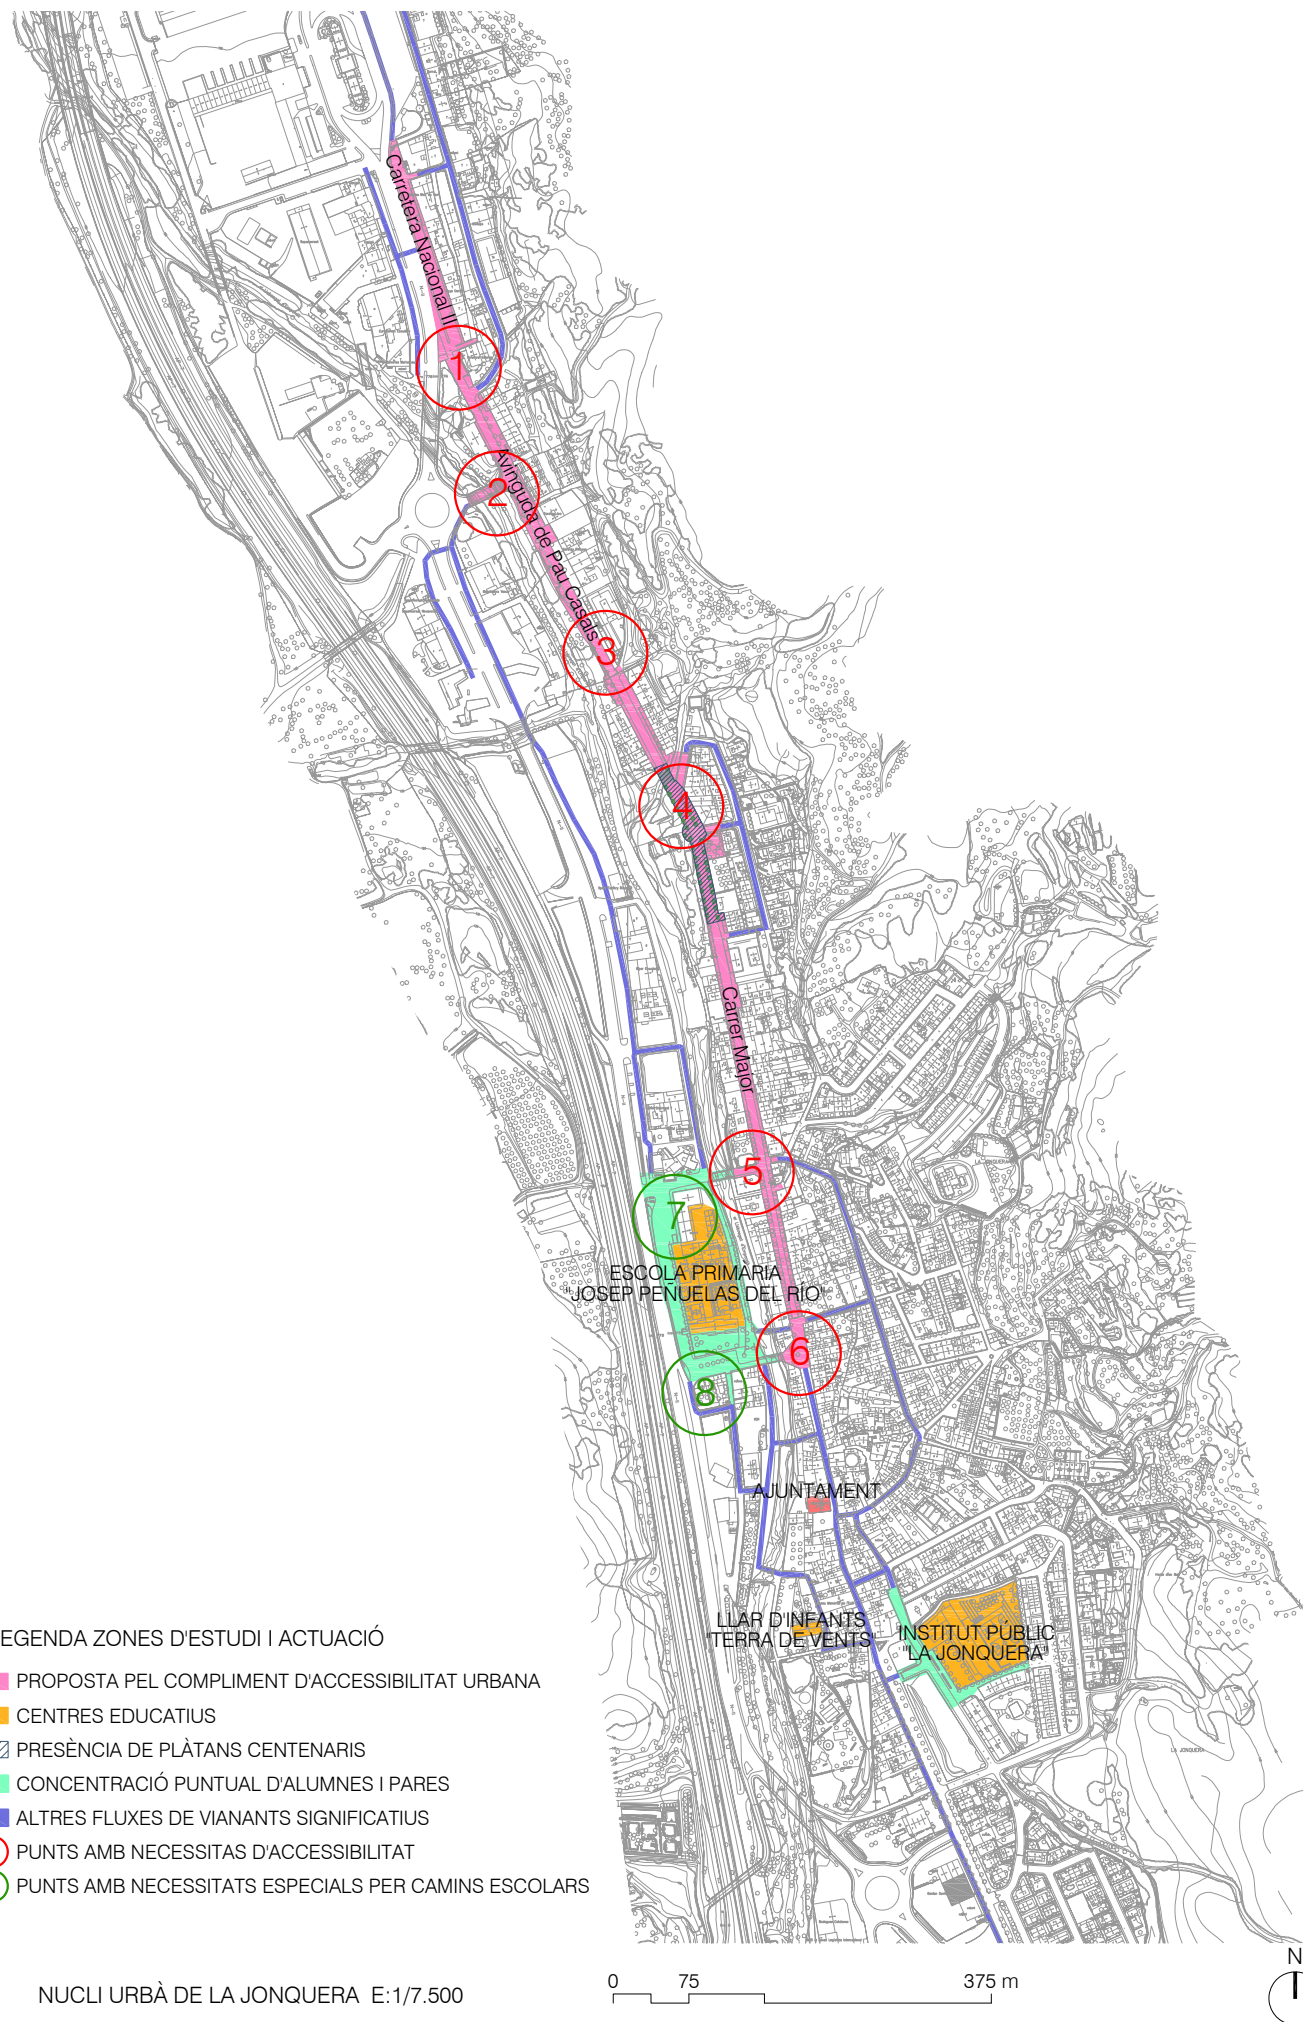 Carretera Nacional II
1
Avinguda de Pau Casals
2
3
4
Carrer Major
5
7
ESCOLA PRIMÀRIA
"JOSEP PEÑUELAS DEL RÍO"
6
8
AJUNTAMENT
LLAR D'INFANTS
"TERRA DE VENTS"
INSTITUT PÚBLIC
"LA JONQUERA"
LA JONQUERA
LA JONQUERA
EGENDA ZONES D'ESTUDI I ACTUACIÓ
PROPOSTA PEL COMPLIMENT D'ACCESSIBILITAT URBANA
CENTRES EDUCATIUS
PRESÈNCIA DE PLÀTANS CENTENARIS
CONCENTRACIÓ PUNTUAL D'ALUMNES I PARES
ALTRES FLUXES DE VIANANTS SIGNIFICATIUS
PUNTS AMB NECESSITAS D'ACCESSIBILITAT
PUNTS AMB NECESSITATS ESPECIALS PER CAMINS ESCOLARS
NUCLI URBÀ DE LA JONQUERA E:1/7.500
0 75 375 m
N